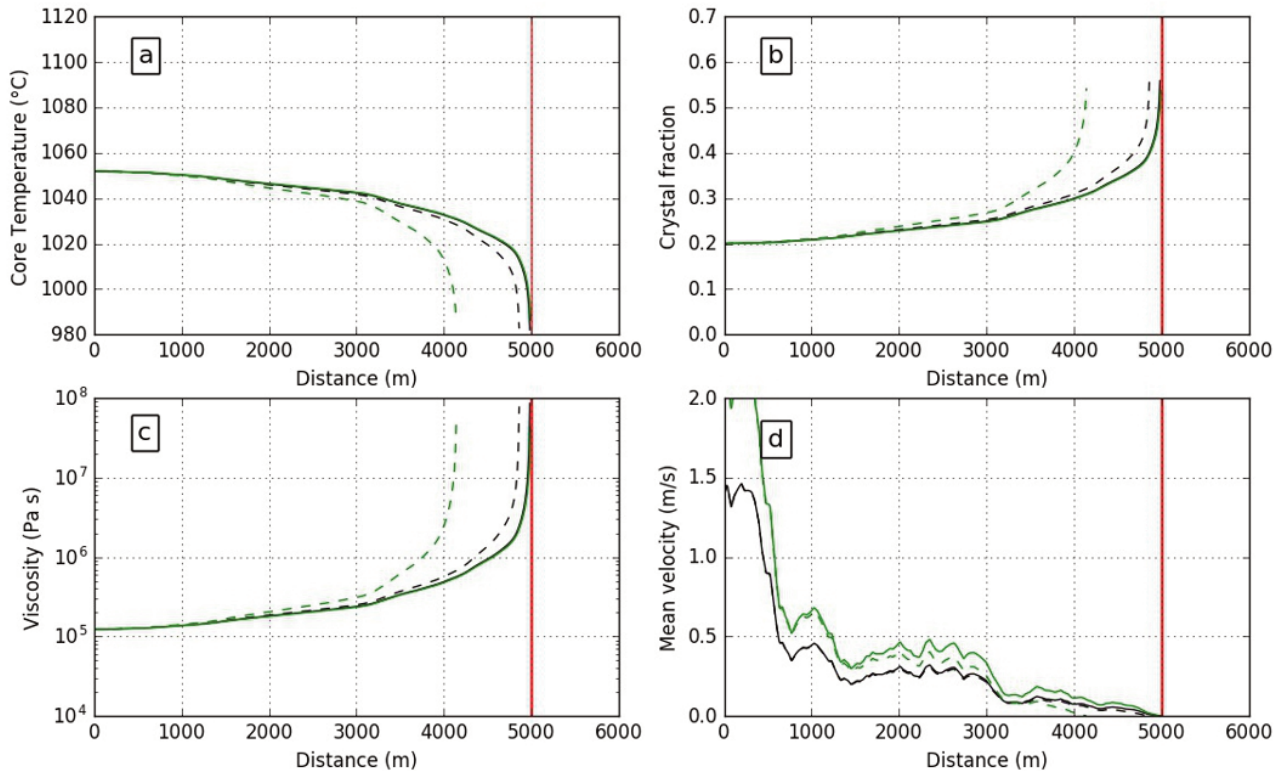 a
Core Temperature (°C)
1120
1100
1080
1060
1040
1020
1000
980
0 1000 2000 3000 4000 5000 6000
Distance (m)
b
Crystal fraction
0.7
0.6
0.5
0.4
0.3
0.2
0.1
0.0
0 1000 2000 3000 4000 5000 6000
Distance (m)
c
Viscosity (Pa s)
10⁸
10⁷
10⁶
10⁵
10⁴
0 1000 2000 3000 4000 5000 6000
Distance (m)
d
Mean velocity (m/s)
2.0
1.5
1.0
0.5
0.0
0 1000 2000 3000 4000 5000 6000
Distance (m)